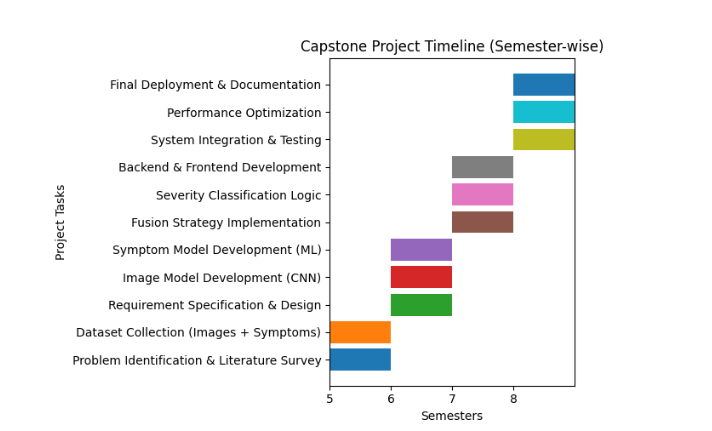 Capstone Project Timeline (Semester-wise)
Final Deployment & Documentation
Performance Optimization
System Integration & Testing
Backend & Frontend Development
Severity Classification Logic
Fusion Strategy Implementation
Symptom Model Development (ML)
Image Model Development (CNN)
Requirement Specification & Design
Dataset Collection (Images + Symptoms)
Problem Identification & Literature Survey
Project Tasks
5 6 7 8
Semesters